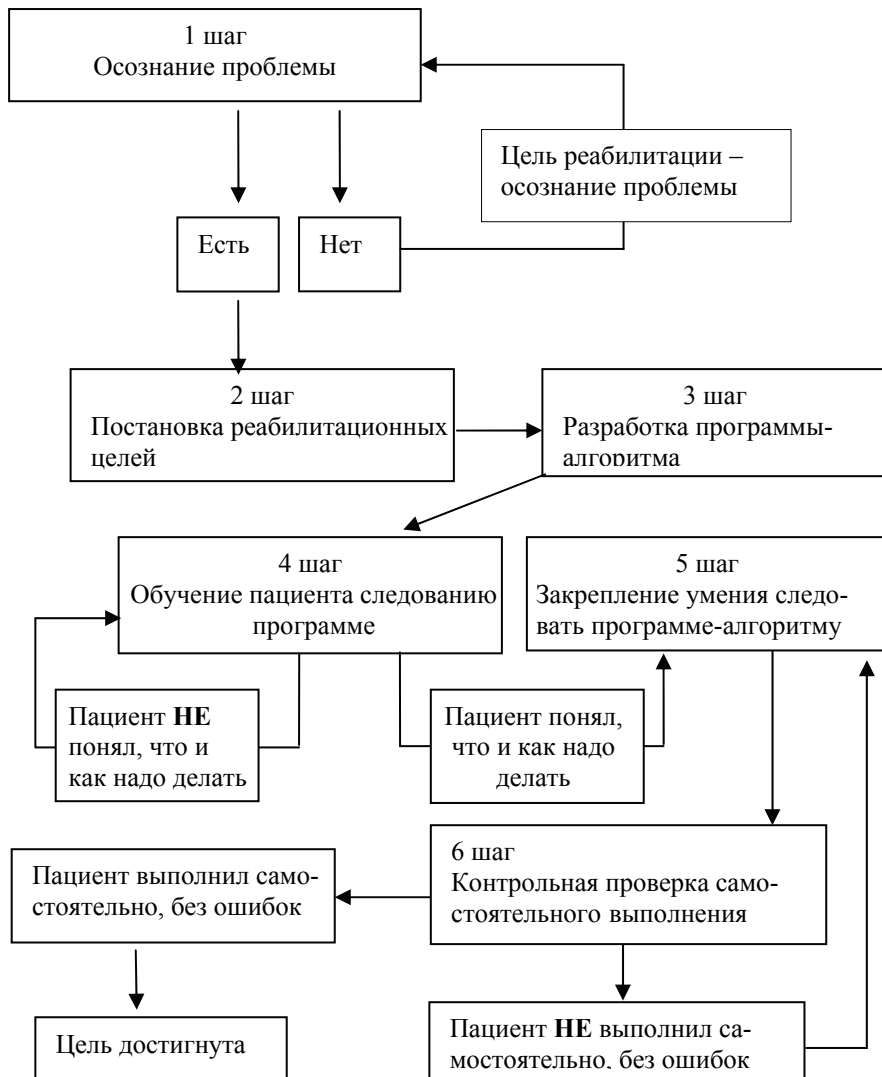 1 шаг
Осознание проблемы
Цель реабилитации –
осознание проблемы
Есть
Нет
2 шаг
Постановка реабилитационных
целей
3 шаг
Разработка программы-
алгоритма
4 шаг
Обучение пациента следованию
программе
5 шаг
Закрепление умения следо-
вать программе-алгоритму
Пациент НЕ
понял, что и
как надо делать
Пациент понял,
что и как надо
делать
6 шаг
Контрольная проверка само-
стоятельного выполнения
Пациент выполнил само-
стоятельно, без ошибок
Цель достигнута
Пациент НЕ выполнил са-
мостоятельно, без ошибок